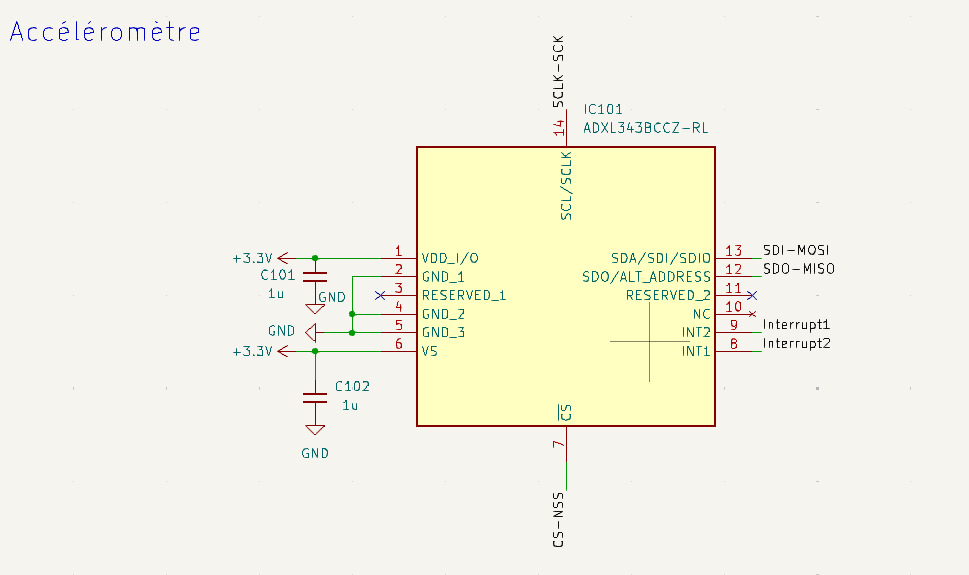 Accéléromètre
SCLK-SCK
IC101
ADXL343BCCZ-RL
14
SCL/SCLK
+3.3V
1
VDD_I/O
SDA/SDI/SDIO
13
SDI-MOSI
C101
2
GND_1
SDO/ALT_ADDRESS
12
SDO-MISO
1u
GND
3
RESERVED_1
RESERVED_2
11
4
GND_2
NC
10
GND
5
GND_3
INT2
9
Interrupt1
+3.3V
6
VS
INT1
8
Interrupt2
C102
1u
GND
CS
7
CS-NSS